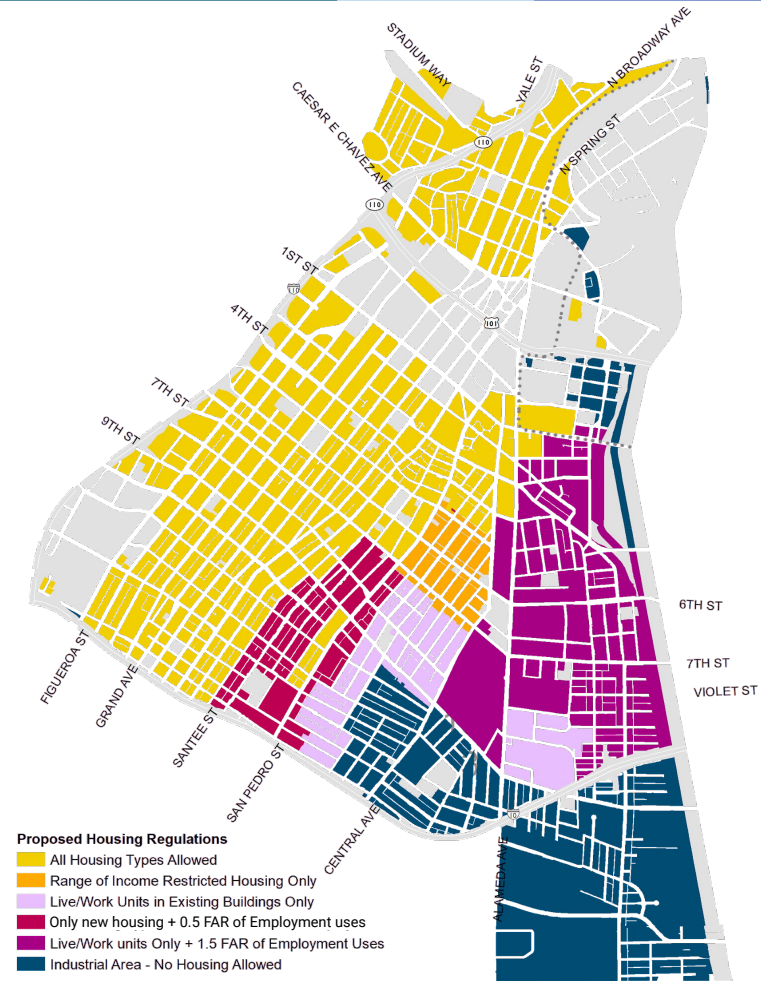 STADIUM WAY
YALE ST
N BROADWAY AVE
CAESAR E CHAVEZ AVE
110
N SPRING ST
110
1ST ST
110
4TH ST
101
7TH ST
9TH ST
6TH ST
7TH ST
VIOLET ST
FIGUEROA ST
GRAND AVE
SANTEE ST
SAN PEDRO ST
CENTRAL AVE
10
ALAMEDA AVE
Proposed Housing Regulations
All Housing Types Allowed
Range of Income Restricted Housing Only
Live/Work Units in Existing Buildings Only
Only new housing + 0.5 FAR of Employment uses
Live/Work units Only + 1.5 FAR of Employment Uses
Industrial Area - No Housing Allowed